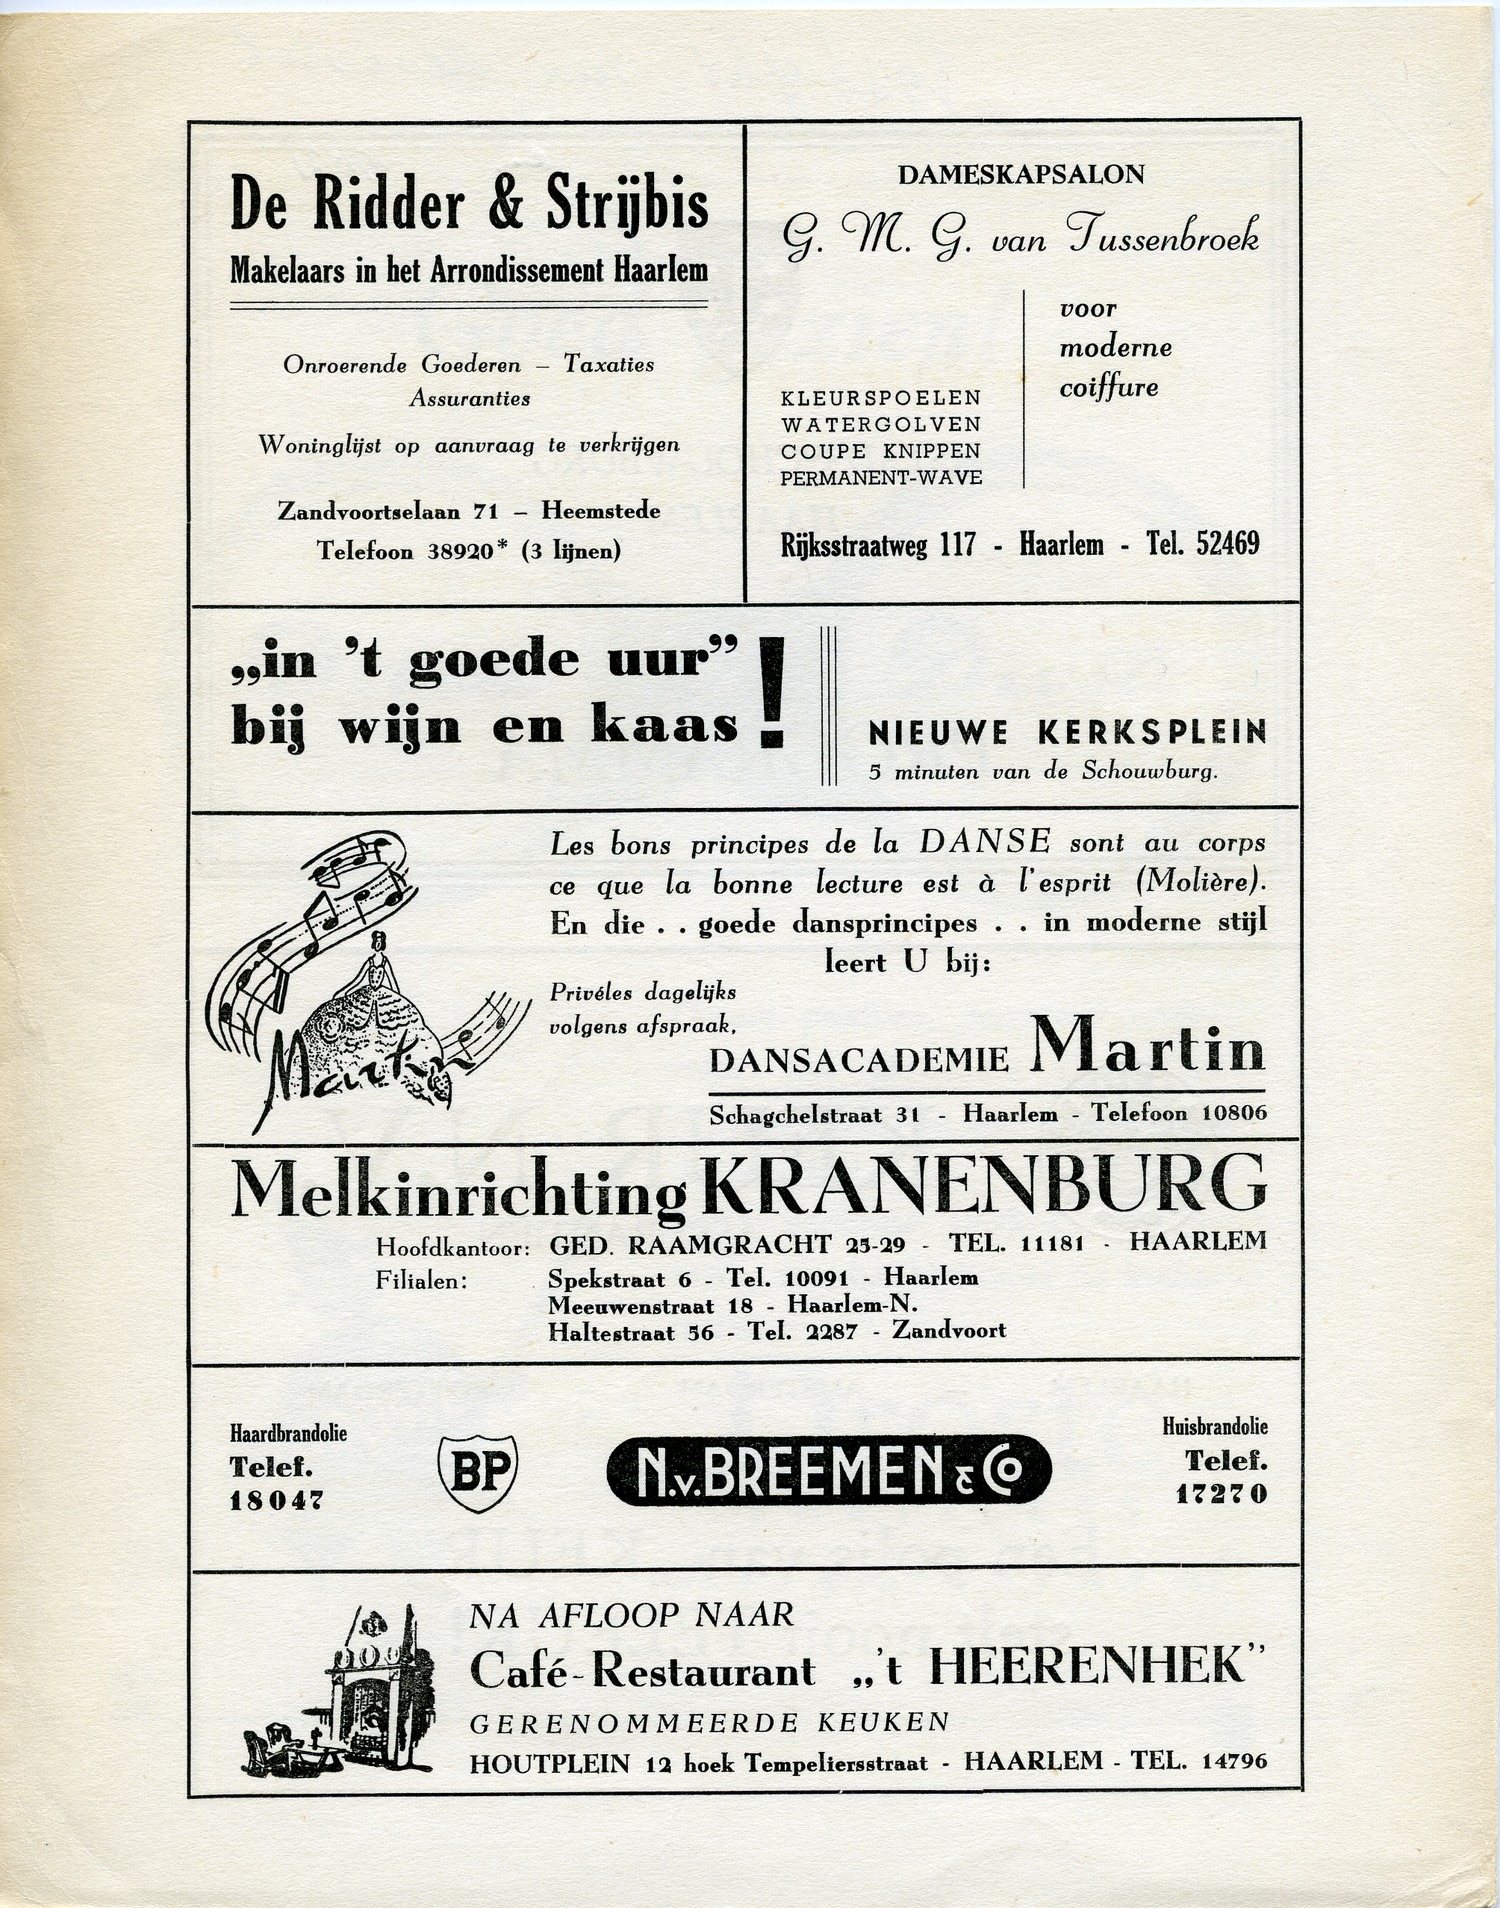 De Ridder & Strijbis
Makelaars in het Arrondissement Haarlem
Onroerende Goederen – Taxaties
Assuranties
Woninglijst op aanvraag te verkrijgen
Zandvoortselaan 71 – Heemstede
Telefoon 38920* (3 lijnen)
DAMESKAPSALON
G. M. G. van Tussenbroek
voor
moderne
coiffure
KLEURSPOELEN
WATERGOLVEN
COUPE KNIPPEN
PERMANENT-WAVE
Rijksstraatweg 117 - Haarlem - Tel. 52469
„in 't goede uur”
bij wijn en kaas !
NIEUWE KERKSPLEIN
5 minuten van de Schouwburg.
Les bons principes de la DANSE sont au corps
ce que la bonne lecture est à l'esprit (Molière).
En die . . goede dansprincipes . . in moderne stijl
leert U bij:
Privéles dagelijks
volgens afspraak,
Martin
DANSACADEMIE Martin
Schagchelstraat 31 - Haarlem - Telefoon 10806
Melkinrichting KRANENBURG
Hoofdkantoor: GED. RAAMGRACHT 25-29 - TEL. 11181 - HAARLEM
Filialen: Spekstraat 6 - Tel. 10091 - Haarlem
Meeuwenstraat 18 - Haarlem-N.
Haltestraat 56 - Tel. 2287 - Zandvoort
Haardbrandolie
Telef.
18047
BP
N.v. BREEMEN & Co
Huisbrandolie
Telef.
17270
NA AFLOOP NAAR
Café-Restaurant „'t HEERENHEK”
GERENOMMEERDE KEUKEN
HOUTPLEIN 12 hoek Tempeliersstraat - HAARLEM - TEL. 14796